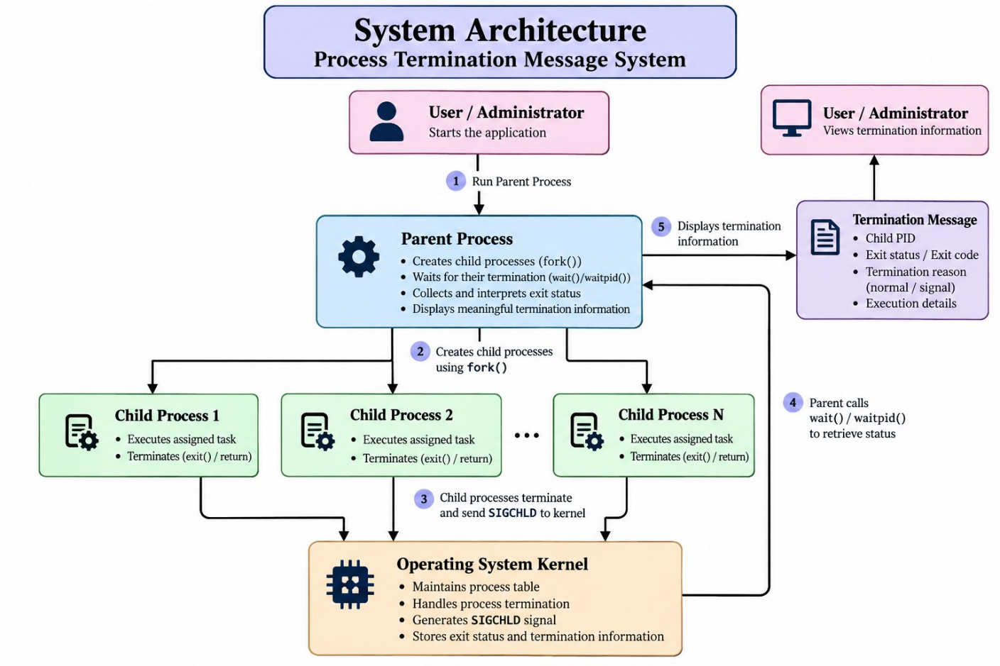 System Architecture
Process Termination Message System
User / Administrator
Starts the application
User / Administrator
Views termination information
1 Run Parent Process
Parent Process
• Creates child processes (fork())
• Waits for their termination (wait()/waitpid())
• Collects and interprets exit status
• Displays meaningful termination information
5 Displays termination
information
Termination Message
• Child PID
• Exit status / Exit code
• Termination reason
(normal / signal)
• Execution details
2 Creates child processes
using fork()
Child Process 1
• Executes assigned task
• Terminates (exit() / return)
Child Process 2
• Executes assigned task
• Terminates (exit() / return)
•••
Child Process N
• Executes assigned task
• Terminates (exit() / return)
4 Parent calls
wait() / waitpid()
to retrieve status
3 Child processes terminate
and send SIGCHLD to kernel
Operating System Kernel
• Maintains process table
• Handles process termination
• Generates SIGCHLD signal
• Stores exit status and termination information